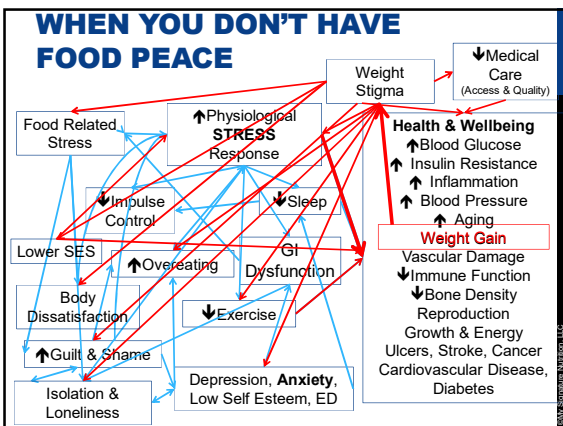 WHEN YOU DON'T HAVE
FOOD PEACE
Weight
Stigma
↓Medical
Care
(Access & Quality)
Food Related
Stress
↑Physiological
STRESS
Response
Health & Wellbeing
↑Blood Glucose
↑ Insulin Resistance
↑ Inflammation
↑ Blood Pressure
↑ Aging
Weight Gain
Vascular Damage
↓Immune Function
↓Bone Density
Reproduction
Growth & Energy
Ulcers, Stroke, Cancer
Cardiovascular Disease,
Diabetes
↓Impulse
Control
↓Sleep
Lower SES
↑Overeating
GI
Dysfunction
Body
Dissatisfaction
↓Exercise
↑Guilt & Shame
Isolation &
Loneliness
Depression, Anxiety,
Low Self Esteem, ED
Nutrition, LLC